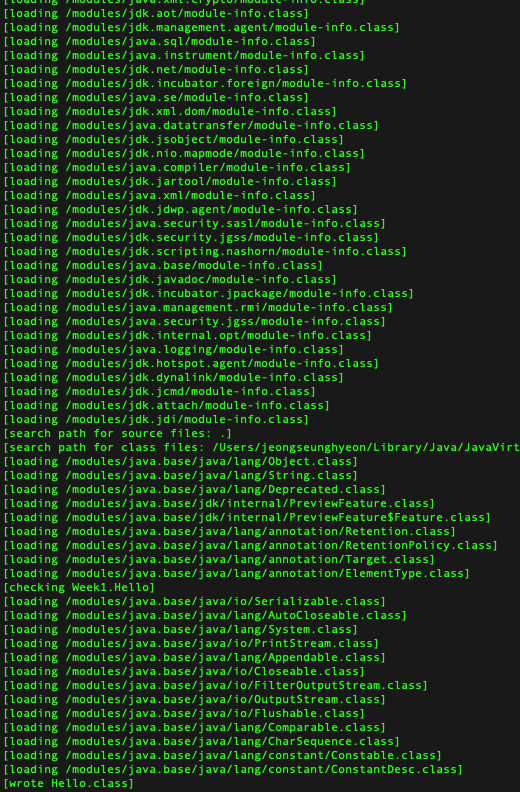 [loading /modules/java.xml.crypto/module-info.class]
[loading /modules/jdk.aot/module-info.class]
[loading /modules/jdk.management.agent/module-info.class]
[loading /modules/java.sql/module-info.class]
[loading /modules/java.instrument/module-info.class]
[loading /modules/jdk.net/module-info.class]
[loading /modules/jdk.incubator.foreign/module-info.class]
[loading /modules/java.se/module-info.class]
[loading /modules/jdk.xml.dom/module-info.class]
[loading /modules/java.datatransfer/module-info.class]
[loading /modules/jdk.jsobject/module-info.class]
[loading /modules/jdk.nio.mapmode/module-info.class]
[loading /modules/java.compiler/module-info.class]
[loading /modules/jdk.jartool/module-info.class]
[loading /modules/java.xml/module-info.class]
[loading /modules/jdk.jdwp.agent/module-info.class]
[loading /modules/java.security.sasl/module-info.class]
[loading /modules/jdk.security.jgss/module-info.class]
[loading /modules/jdk.scripting.nashorn/module-info.class]
[loading /modules/java.base/module-info.class]
[loading /modules/jdk.javadoc/module-info.class]
[loading /modules/jdk.incubator.jpackage/module-info.class]
[loading /modules/java.management.rmi/module-info.class]
[loading /modules/java.security.jgss/module-info.class]
[loading /modules/jdk.internal.opt/module-info.class]
[loading /modules/java.logging/module-info.class]
[loading /modules/jdk.hotspot.agent/module-info.class]
[loading /modules/jdk.dynalink/module-info.class]
[loading /modules/jdk.jcmd/module-info.class]
[loading /modules/jdk.attach/module-info.class]
[loading /modules/jdk.jdi/module-info.class]
[search path for source files: .]
[search path for class files: /Users/jeongseunghyeon/Library/Java/JavaVirt
[loading /modules/java.base/java/lang/Object.class]
[loading /modules/java.base/java/lang/String.class]
[loading /modules/java.base/java/lang/Deprecated.class]
[loading /modules/java.base/jdk/internal/PreviewFeature.class]
[loading /modules/java.base/jdk/internal/PreviewFeature$Feature.class]
[loading /modules/java.base/java/lang/annotation/Retention.class]
[loading /modules/java.base/java/lang/annotation/RetentionPolicy.class]
[loading /modules/java.base/java/lang/annotation/Target.class]
[loading /modules/java.base/java/lang/annotation/ElementType.class]
[checking Week1.Hello]
[loading /modules/java.base/java/io/Serializable.class]
[loading /modules/java.base/java/lang/AutoCloseable.class]
[loading /modules/java.base/java/lang/System.class]
[loading /modules/java.base/java/io/PrintStream.class]
[loading /modules/java.base/java/lang/Appendable.class]
[loading /modules/java.base/java/io/Closeable.class]
[loading /modules/java.base/java/io/FilterOutputStream.class]
[loading /modules/java.base/java/io/OutputStream.class]
[loading /modules/java.base/java/io/Flushable.class]
[loading /modules/java.base/java/lang/Comparable.class]
[loading /modules/java.base/java/lang/CharSequence.class]
[loading /modules/java.base/java/lang/constant/Constable.class]
[loading /modules/java.base/java/lang/constant/ConstantDesc.class]
[wrote Hello.class]